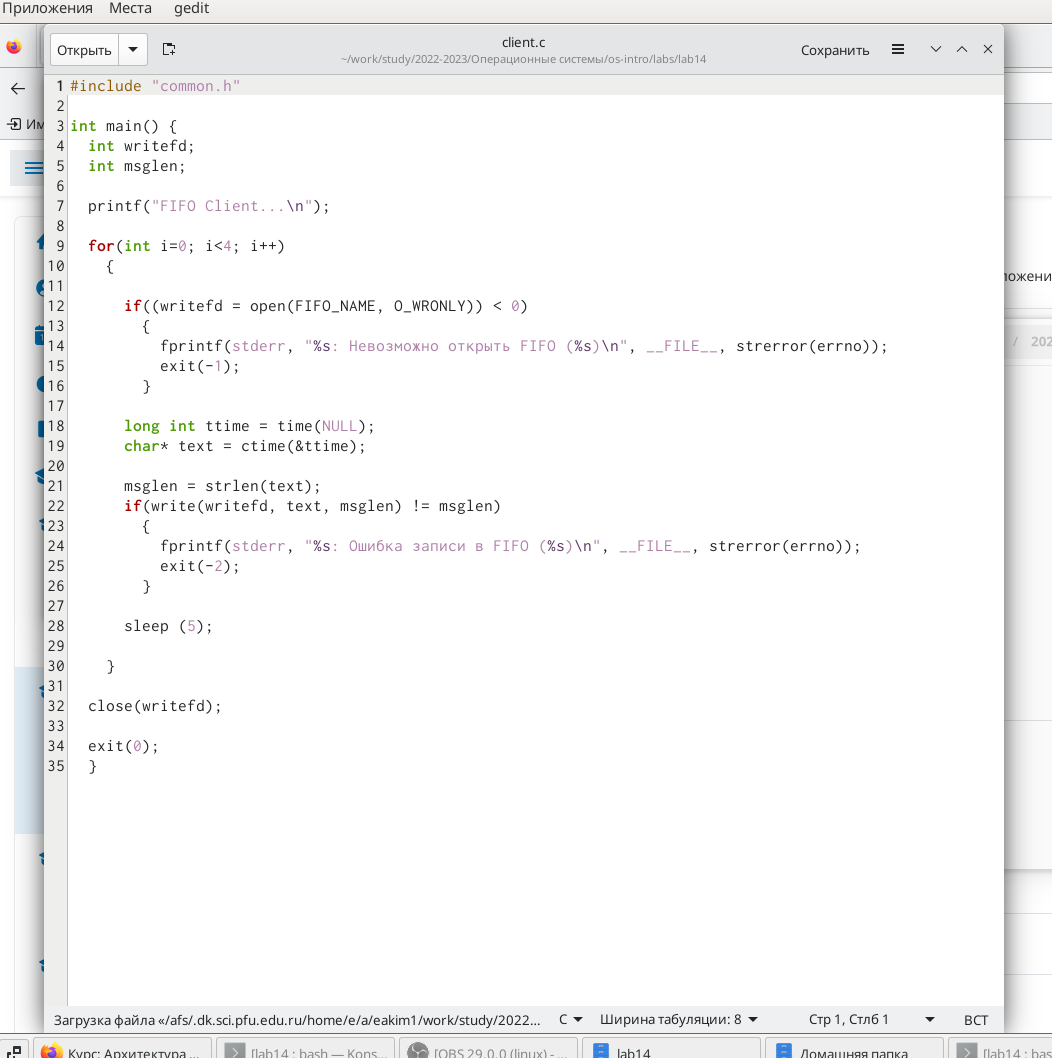 Приложения Места gedit
Открыть
client.c
~/work/study/2022-2023/Операционные системы/os-intro/labs/lab14
Сохранить
1 #include "common.h"
2
3 int main() {
4 int writefd;
5 int msglen;
6
7 printf("FIFO Client...\n");
8
9 for(int i=0; i<4; i++)
10 {
11
12 if((writefd = open(FIFO_NAME, O_WRONLY)) < 0)
13 {
14 fprintf(stderr, "%s: Невозможно открыть FIFO (%s)\n", __FILE__, strerror(errno));
15 exit(-1);
16 }
17
18 long int ttime = time(NULL);
19 char* text = ctime(&ttime);
20
21 msglen = strlen(text);
22 if(write(writefd, text, msglen) != msglen)
23 {
24 fprintf(stderr, "%s: Ошибка записи в FIFO (%s)\n", __FILE__, strerror(errno));
25 exit(-2);
26 }
27
28 sleep (5);
29
30 }
31
32 close(writefd);
33
34 exit(0);
35 }
Им
ложени
/ 202
Загрузка файла «/afs/.dk.sci.pfu.edu.ru/home/e/a/eakim1/work/study/2022… C Ширина табуляции: 8 Стр 1, Стлб 1 ВСТ
Курс: Архитектура ... [lab14 : bash — Kons... [OBS 29.0.0 (linux) - ... lab14 Домашняя папка [lab14 : bas